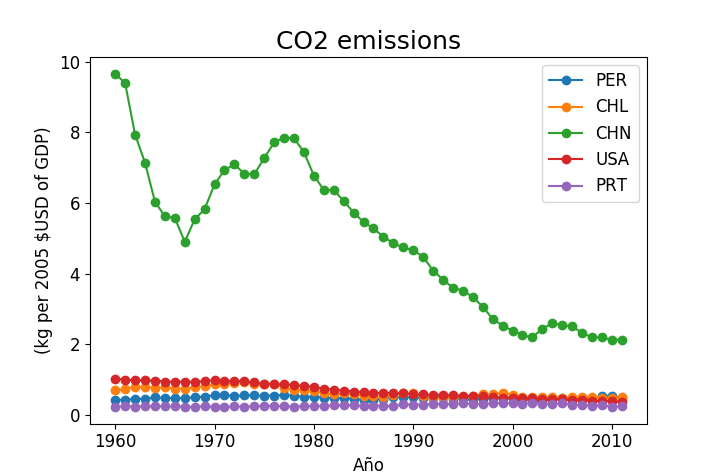 CO2 emissions
(kg per 2005 $USD of GDP)
10
8
6
4
2
0
PER
CHL
CHN
USA
PRT
1960 1970 1980 1990 2000 2010
Año